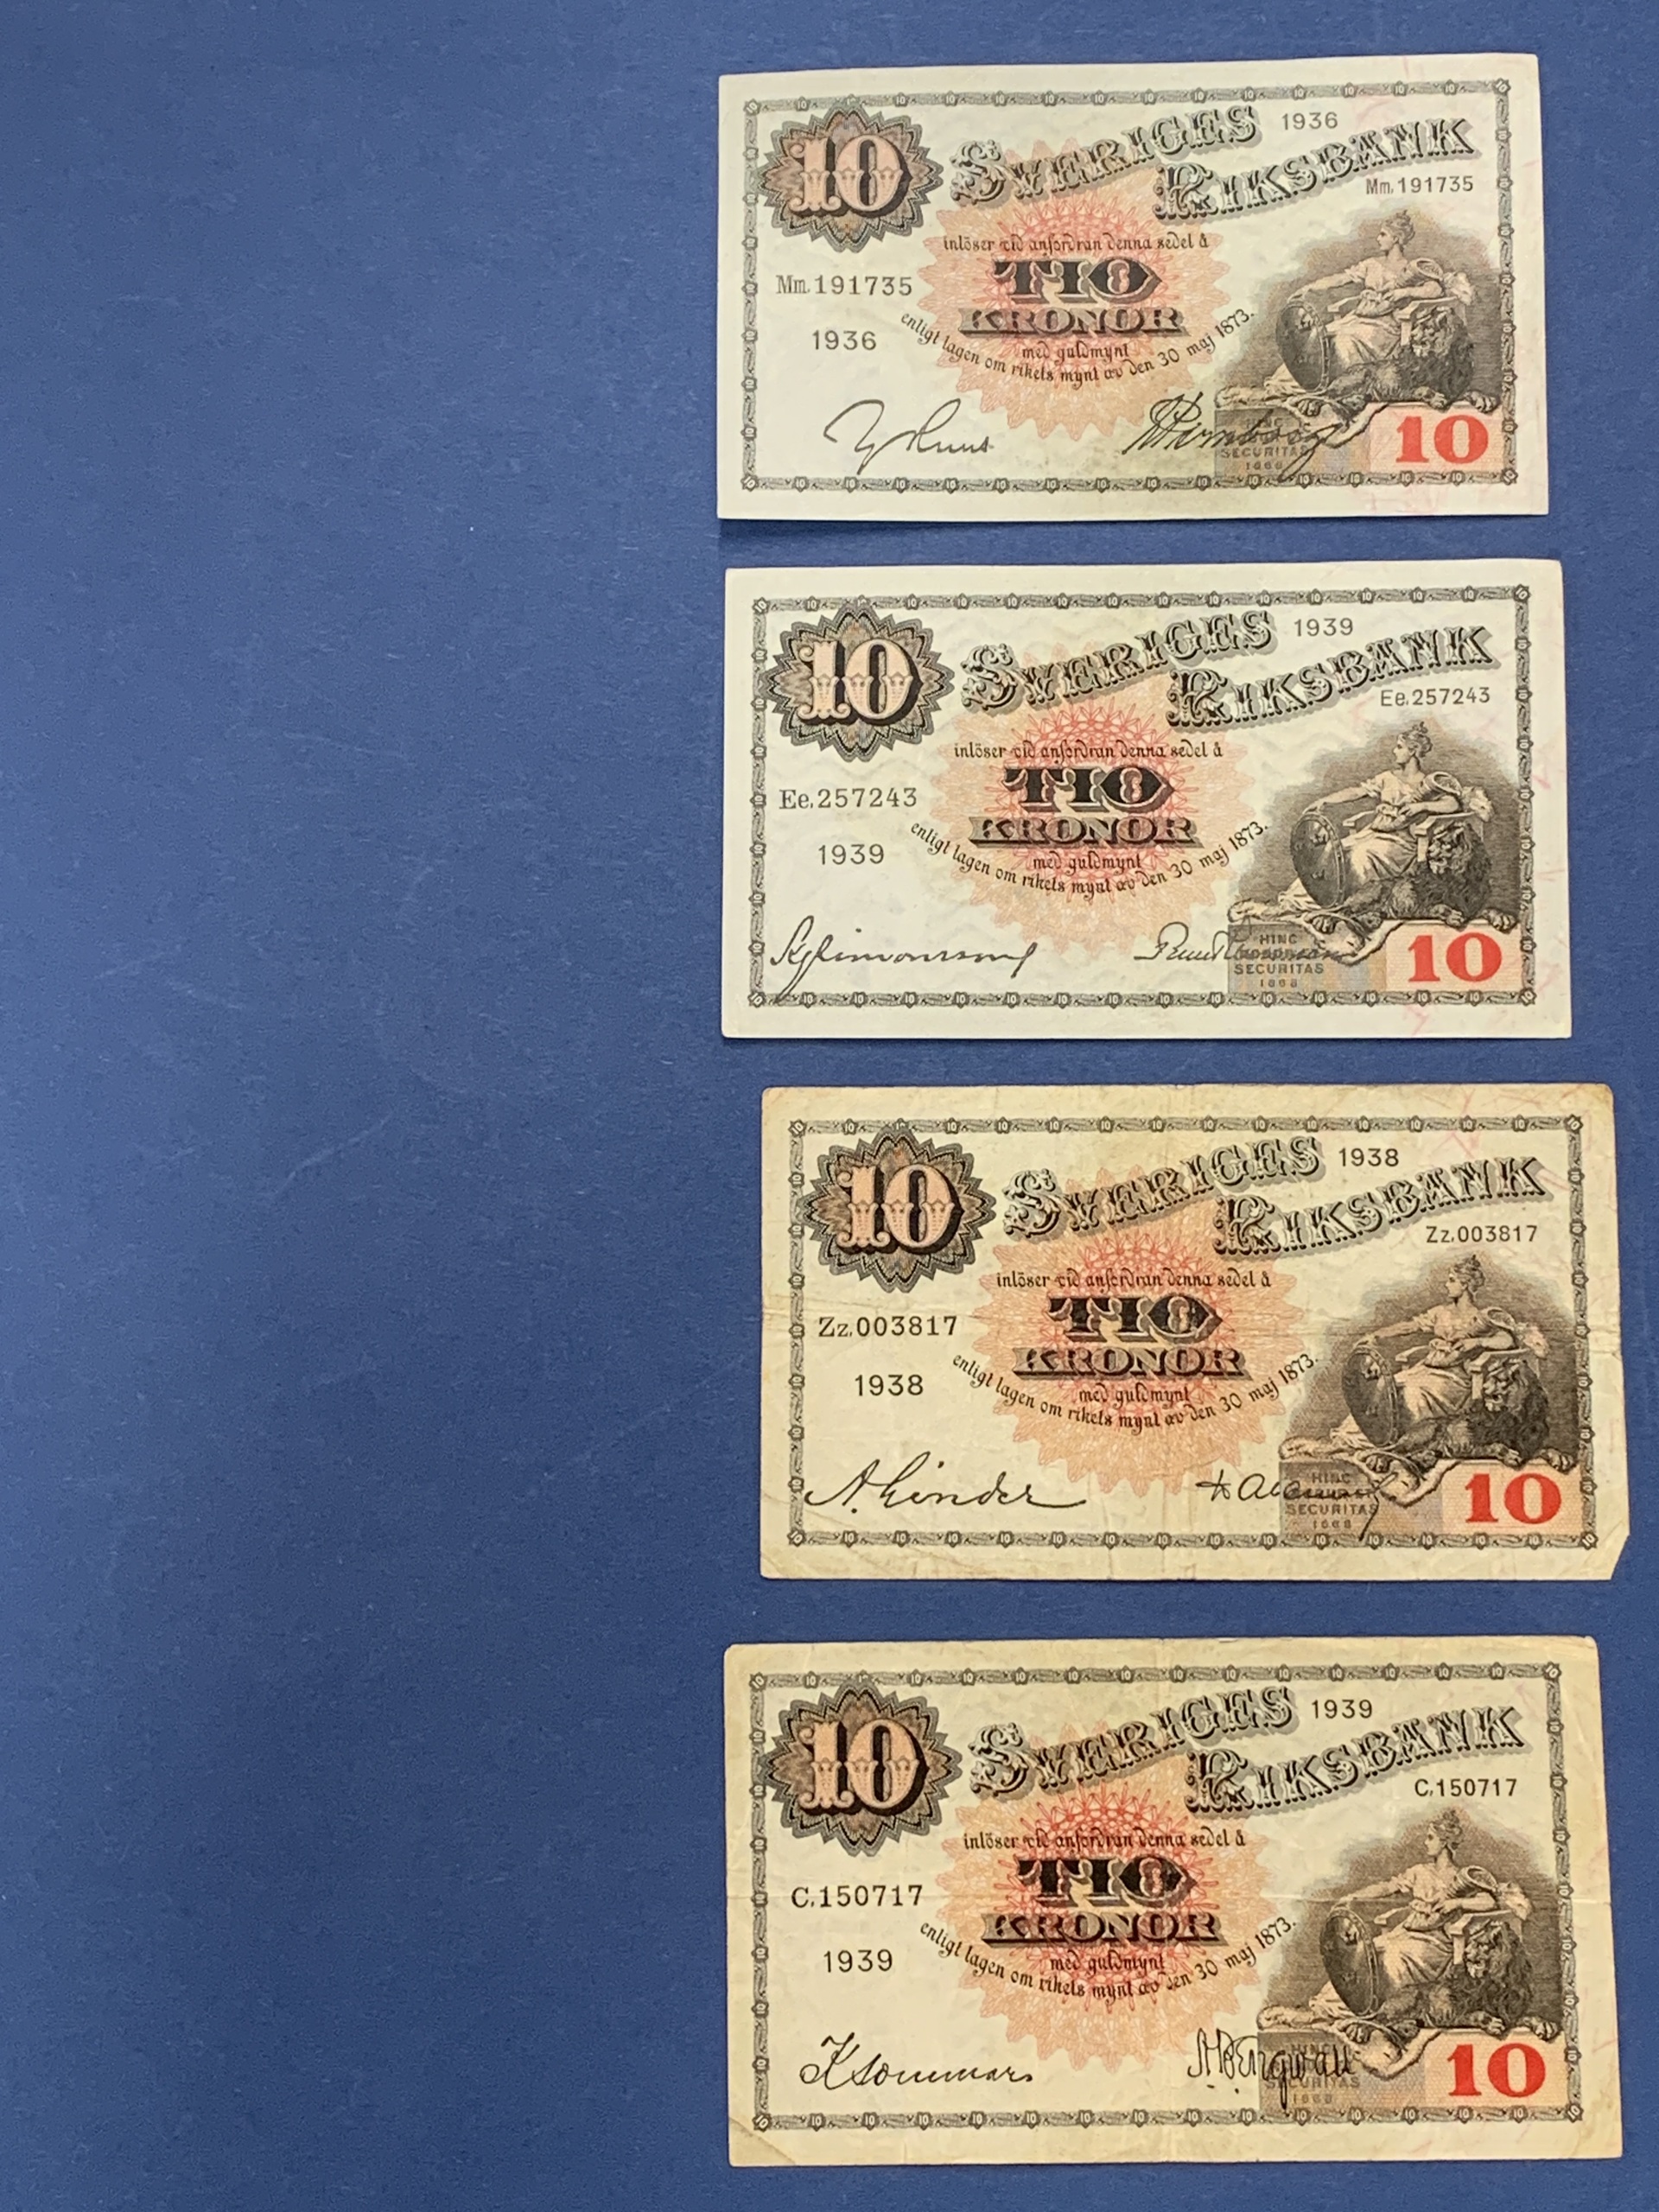 10
SVERIGES 1936
RIKSBANK
Mm.191735
inlöser vid anfordran denna sedel å
Mm.191735
TIO
KRONOR
1936
med guldmynt
enligt lagen om rikets mynt av den 30 maj 1873.
HINC
SECURITAS
1668
10
10
SVERIGES 1939
RIKSBANK
Ee.257243
inlöser vid anfordran denna sedel å
Ee.257243
TIO
KRONOR
1939
med guldmynt
enligt lagen om rikets mynt av den 30 maj 1873.
HINC
SECURITAS
1668
10
10
SVERIGES 1938
RIKSBANK
Zz.003817
inlöser vid anfordran denna sedel å
Zz.003817
TIO
KRONOR
1938
med guldmynt
enligt lagen om rikets mynt av den 30 maj 1873.
A. Linder
HINC
SECURITAS
1668
10
10
SVERIGES 1939
RIKSBANK
C.150717
inlöser vid anfordran denna sedel å
C.150717
TIO
KRONOR
1939
med guldmynt
enligt lagen om rikets mynt av den 30 maj 1873.
SECURITAS
1668
10